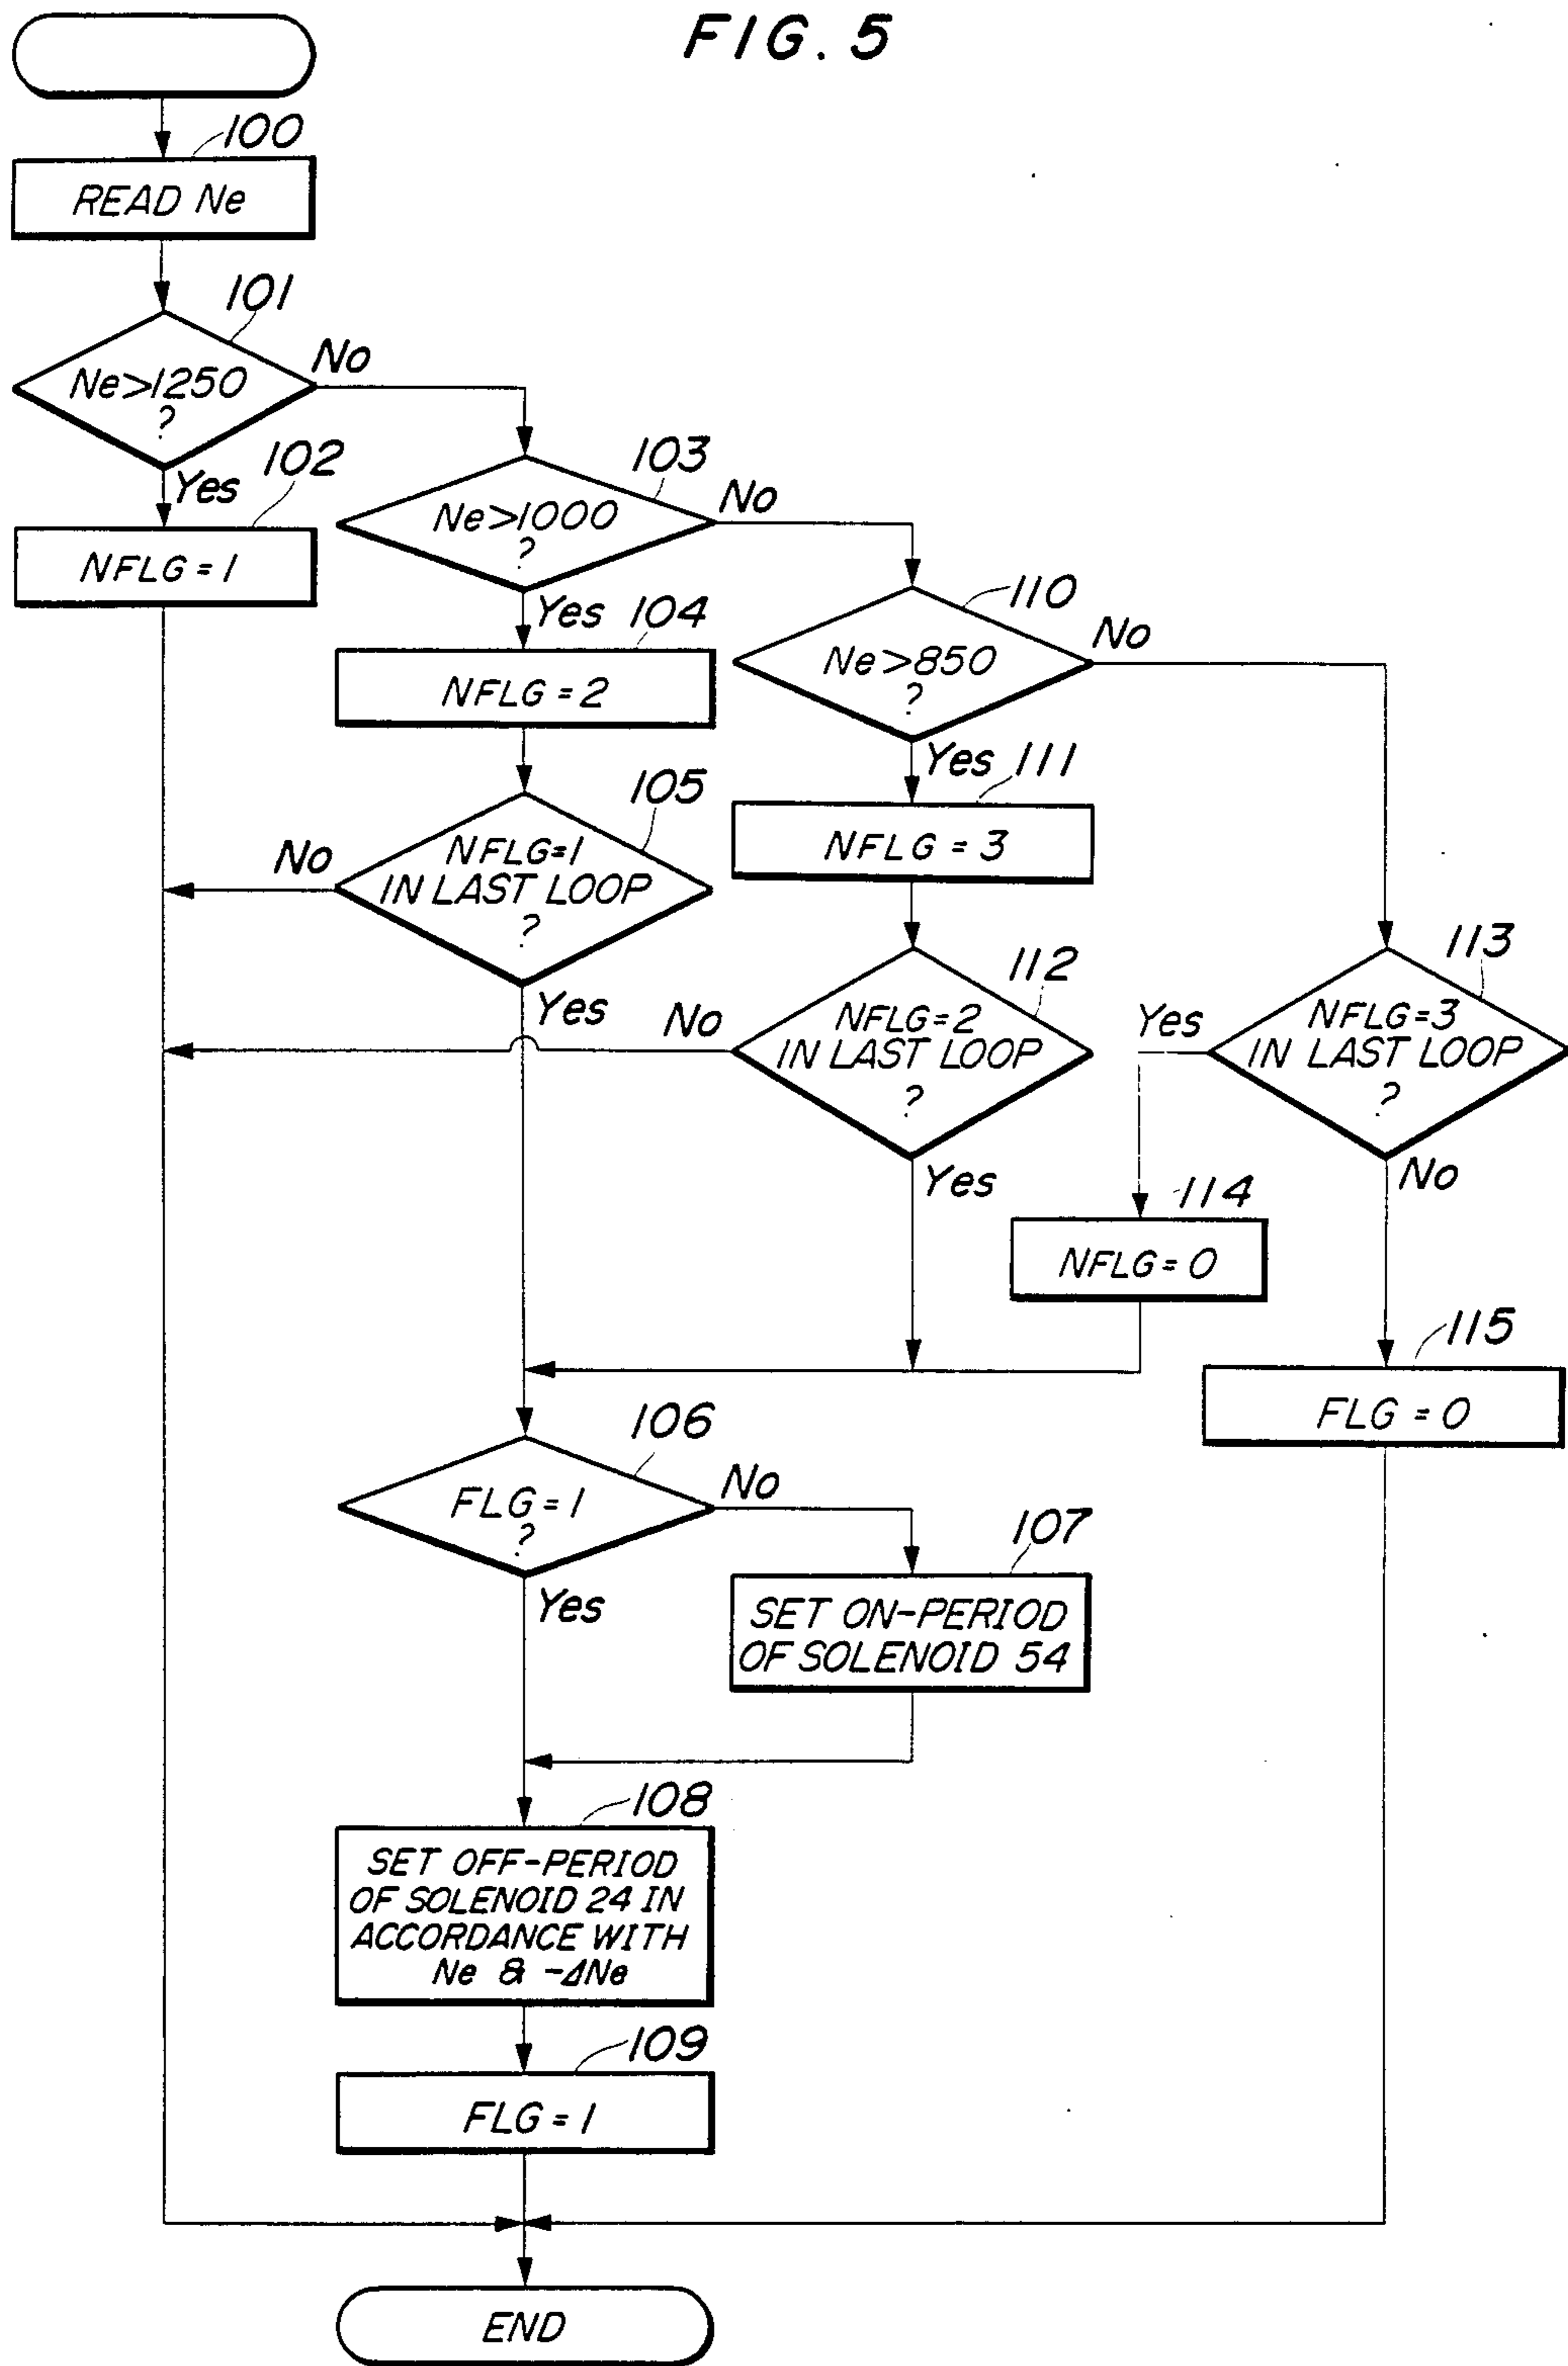 FIG. 5
100
READ Ne
101
Ne>1250
?
No
Yes
102
NFLG = 1
103
Ne>1000
?
No
Yes
104
NFLG = 2
110
Ne>850
?
No
Yes
111
NFLG = 3
105
NFLG=1
IN LAST LOOP
?
No
Yes
112
NFLG=2
IN LAST LOOP
?
No
Yes
113
NFLG=3
IN LAST LOOP
?
Yes
No
114
NFLG = 0
115
FLG = 0
106
FLG = 1
?
No
Yes
107
SET ON-PERIOD
OF SOLENOID 54
108
SET OFF-PERIOD
OF SOLENOID 24 IN
ACCORDANCE WITH
Ne & -ΔNe
109
FLG = 1
END